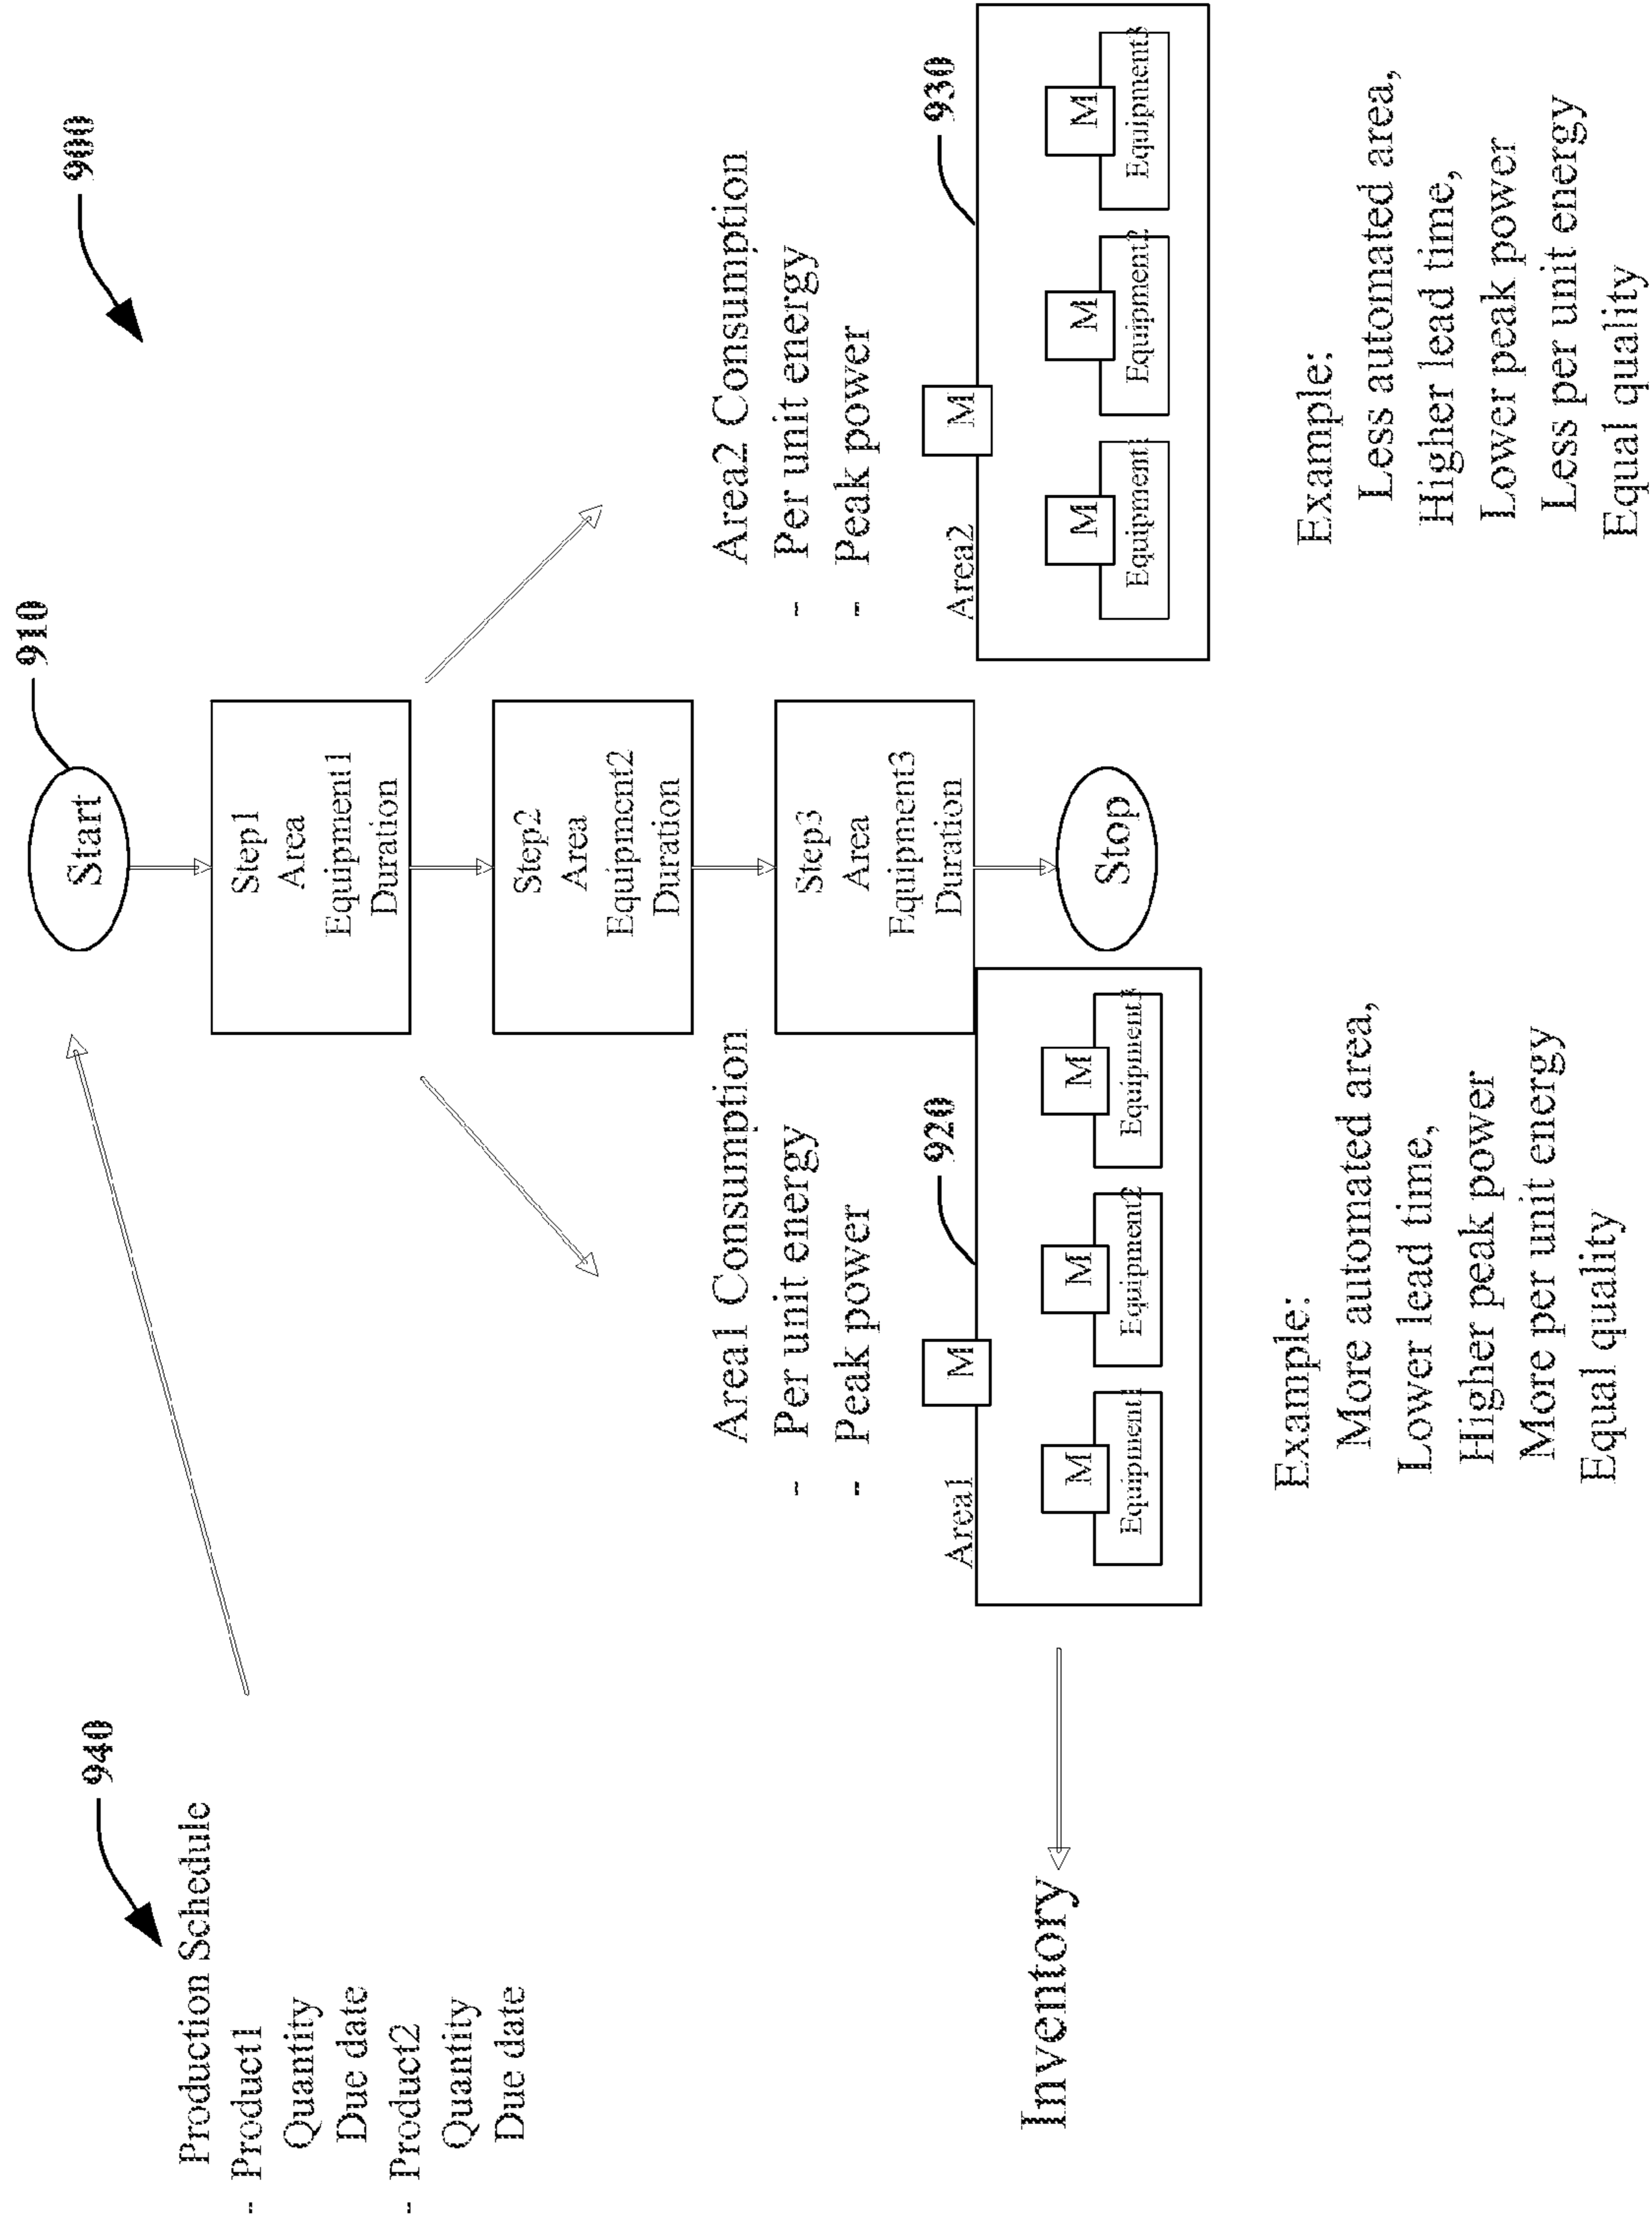 900
940
Production Schedule
- Product1
Quantity
Due date
- Product2
Quantity
Due date
910
Start
Step1
Area
Equipment1
Duration
Step2
Area
Equipment2
Duration
Step3
Area
Equipment3
Duration
Stop
Area1 Consumption
- Per unit energy
- Peak power
920
Area1
M
M
Equipment1
M
Equipment2
M
Equipment3
Area2 Consumption
- Per unit energy
- Peak power
930
Area2
M
M
Equipment1
M
Equipment2
M
Equipment3
Inventory
Example:
More automated area,
Lower lead time,
Higher peak power
More per unit energy
Equal quality
Example:
Less automated area,
Higher lead time,
Lower peak power
Less per unit energy
Equal quality